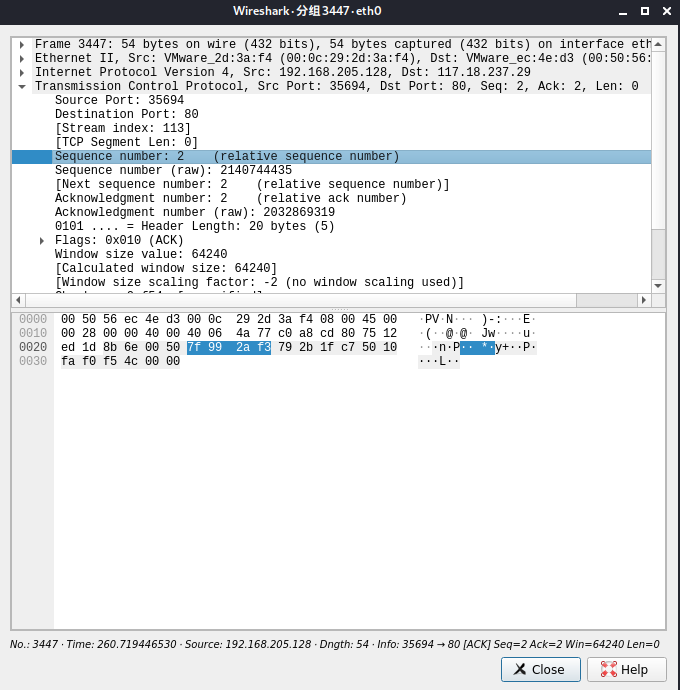 Wireshark·分组3447·eth0
Frame 3447: 54 bytes on wire (432 bits), 54 bytes captured (432 bits) on interface eth
Ethernet II, Src: VMware_2d:3a:f4 (00:0c:29:2d:3a:f4), Dst: VMware_ec:4e:d3 (00:50:56:
Internet Protocol Version 4, Src: 192.168.205.128, Dst: 117.18.237.29
Transmission Control Protocol, Src Port: 35694, Dst Port: 80, Seq: 2, Ack: 2, Len: 0
Source Port: 35694
Destination Port: 80
[Stream index: 113]
[TCP Segment Len: 0]
Sequence number: 2    (relative sequence number)
Sequence number (raw): 2140744435
[Next sequence number: 2    (relative sequence number)]
Acknowledgment number: 2    (relative ack number)
Acknowledgment number (raw): 2032869319
0101 .... = Header Length: 20 bytes (5)
Flags: 0x010 (ACK)
Window size value: 64240
[Calculated window size: 64240]
[Window size scaling factor: -2 (no window scaling used)]
0000 00 50 56 ec 4e d3 00 0c  29 2d 3a f4 08 00 45 00 ·PV·N··· )-:···E·
0010 00 28 00 00 40 00 40 06  4a 77 c0 a8 cd 80 75 12 ·(··@·@· Jw····u·
0020 ed 1d 8b 6e 00 50 7f 99  2a f3 79 2b 1f c7 50 10 ···n·P·· *·y+··P·
0030 fa f0 f5 4c 00 00 ···L··
No.: 3447 · Time: 260.719446530 · Source: 192.168.205.128 · Dngth: 54 · Info: 35694 → 80 [ACK] Seq=2 Ack=2 Win=64240 Len=0
Close
Help